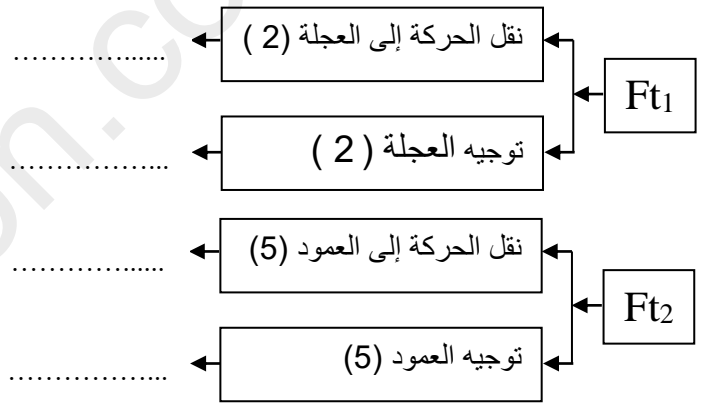 نقل الحركة إلى العجلة (2 )
……………......
Ft1
توجيه العجلة ( 2 )
………………...
نقل الحركة إلى العمود (5)
……………......
Ft2
توجيه العمود (5)
………………...